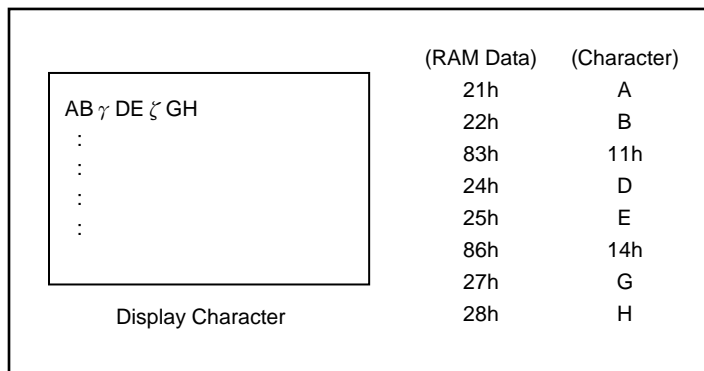 (RAM Data) (Character)
21h A
AB γ DE ζ GH
22h B
:
83h 11h
:
24h D
:
25h E
:
86h 14h
27h G
Display Character
28h H